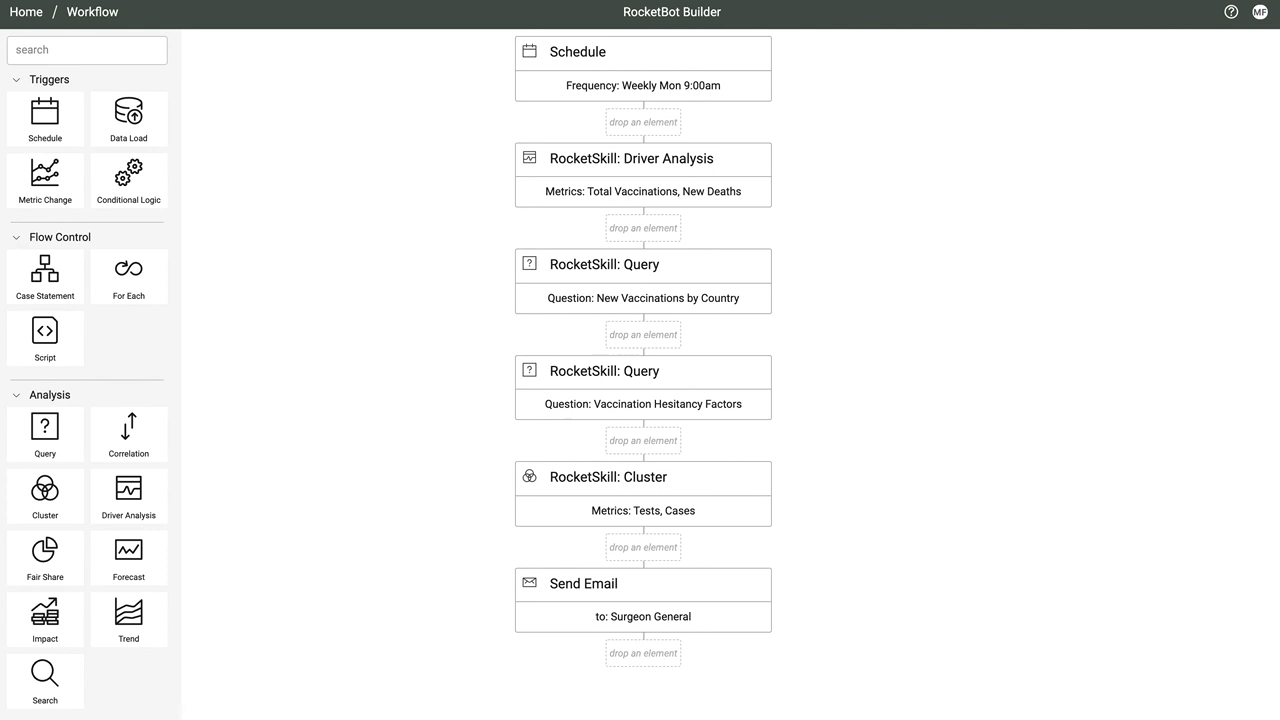 Home / Workflow
RocketBot Builder
MF
search
Triggers
Schedule
Data Load
Metric Change
Conditional Logic
Flow Control
Case Statement
For Each
Script
Analysis
Query
Correlation
Cluster
Driver Analysis
Fair Share
Forecast
Impact
Trend
Search
Schedule
Frequency: Weekly Mon 9:00am
drop an element
RocketSkill: Driver Analysis
Metrics: Total Vaccinations, New Deaths
drop an element
RocketSkill: Query
Question: New Vaccinations by Country
drop an element
RocketSkill: Query
Question: Vaccination Hesitancy Factors
drop an element
RocketSkill: Cluster
Metrics: Tests, Cases
drop an element
Send Email
to: Surgeon General
drop an element